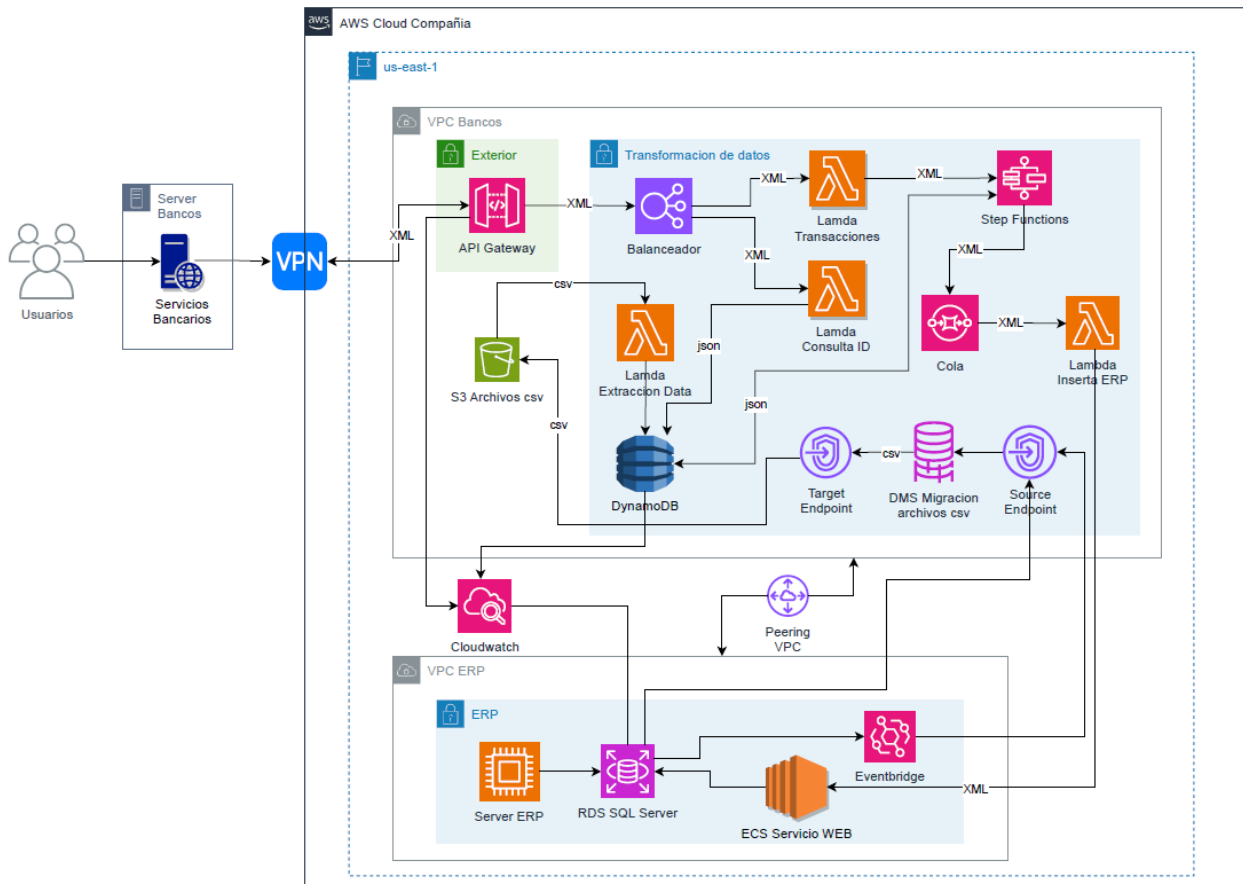 aws
AWS Cloud Compañia
us-east-1
VPC Bancos
Exterior
Transformacion de datos
Server
Bancos
XML
XML
XML
XML
API Gateway
Balanceador
Lamda
Transacciones
Step Functions
XML
XML
VPN
Usuarios
Servicios
Bancarios
csv
Lamda
Consulta ID
XML
S3 Archivos csv
Lamda
Extraccion Data
json
Cola
Lambda
Inserta ERP
json
csv
csv
DynamoDB
Target
Endpoint
DMS Migracion
archivos csv
Source
Endpoint
Cloudwatch
Peering
VPC
VPC ERP
ERP
Server ERP
RDS SQL Server
Eventbridge
XML
ECS Servicio WEB